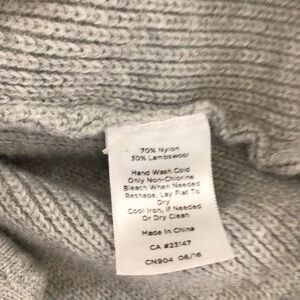 70% Nylon
30% Lambswool
Hand Wash Cold
Only Non-Chlorine
Bleach When Needed
Reshape, Lay Flat To
Dry
Cool Iron, if Needed
Or Dry Clean
Made In China
CA #23147
CN904 06/16